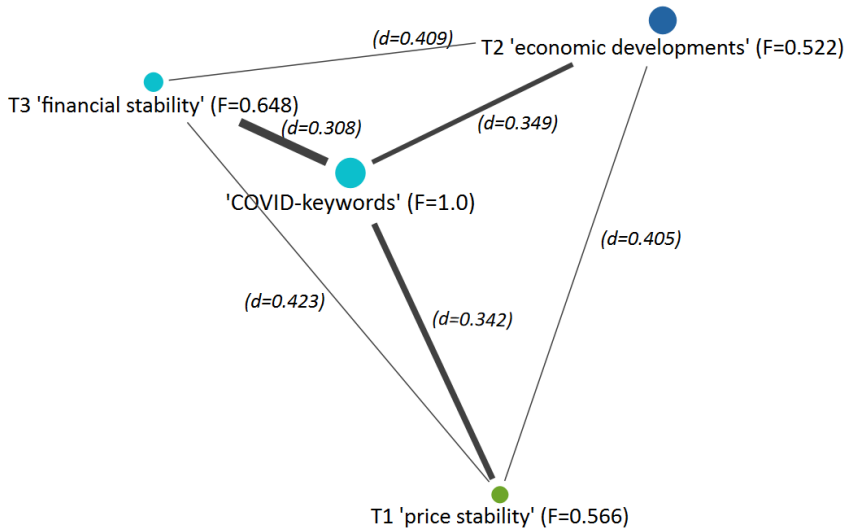 (d=0.409)
T2 'economic developments' (F=0.522)
T3 'financial stability' (F=0.648)
(d=0.308)
(d=0.349)
'COVID-keywords' (F=1.0)
(d=0.405)
(d=0.423)
(d=0.342)
T1 'price stability' (F=0.566)